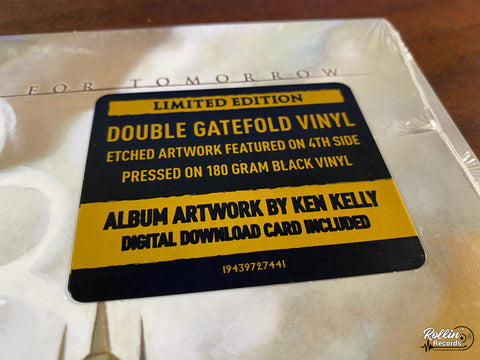 FOR TOMORROW
LIMITED EDITION
DOUBLE GATEFOLD VINYL
ETCHED ARTWORK FEATURED ON 4TH SIDE
PRESSED ON 180 GRAM BLACK VINYL
ALBUM ARTWORK BY KEN KELLY
DIGITAL DOWNLOAD CARD INCLUDED
19439727441
Rollin'
Records